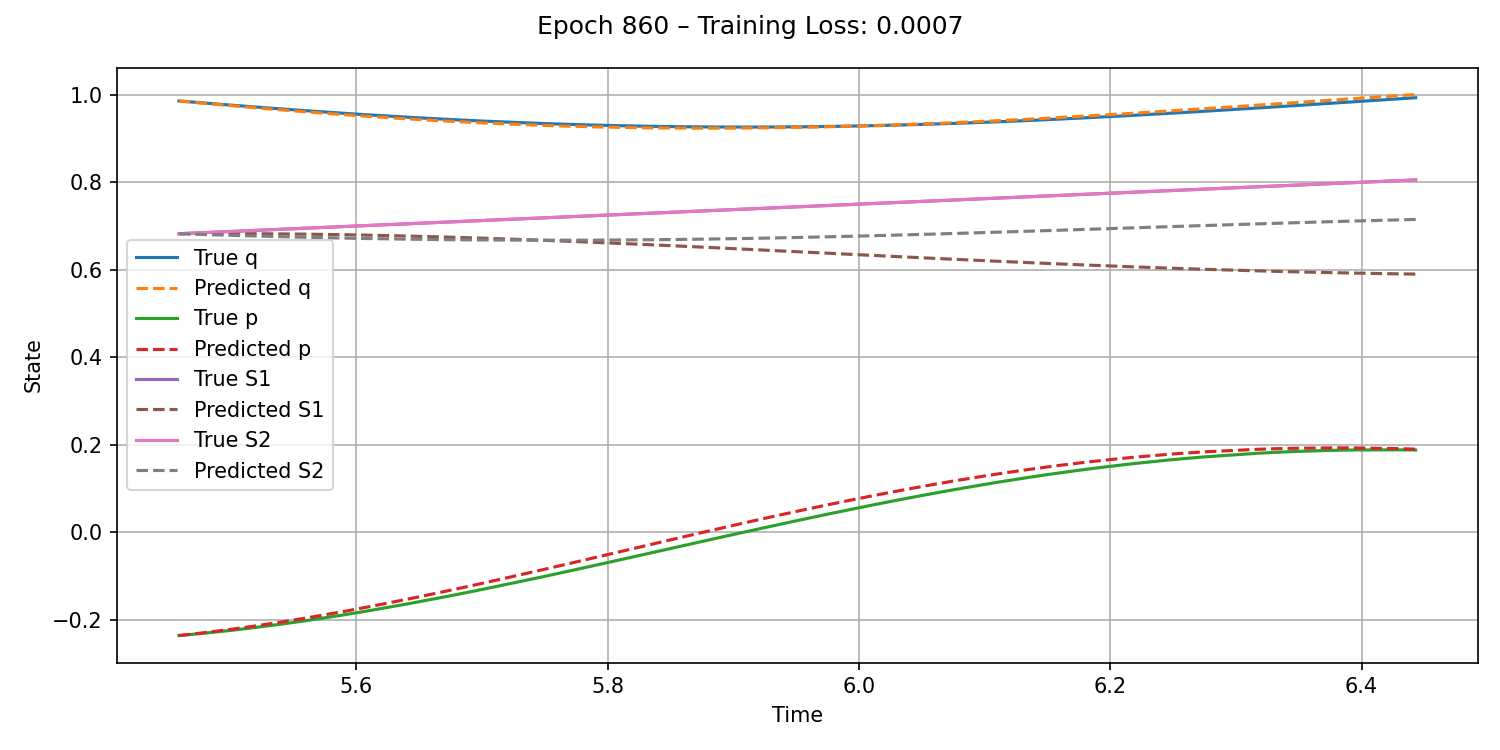 Epoch 860 – Training Loss: 0.0007
1.0
0.8
0.6
0.4
0.2
0.0
−0.2
State
True q
Predicted q
True p
Predicted p
True S1
Predicted S1
True S2
Predicted S2
5.6 5.8 6.0 6.2 6.4
Time